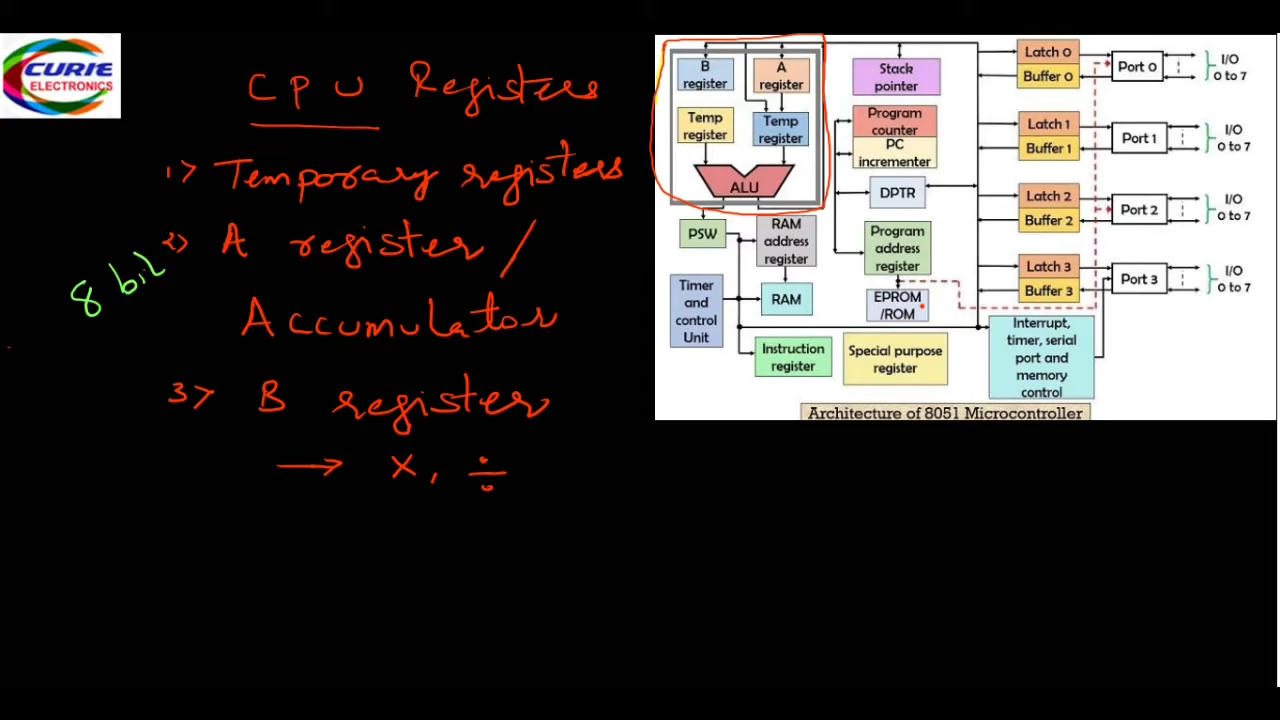 CURIE
ELECTRONICS
CPU Registers
1> Temporary registers
2> A register /
8 bit
Accumulator
3> B register
→ ×, ÷
B
register
A
register
Temp
register
Temp
register
ALU
PSW
RAM
address
register
Timer
and
control
Unit
RAM
Instruction
register
Stack
pointer
Program
counter
PC
incrementer
DPTR
Program
address
register
EPROM
/ROM
Special purpose
register
Latch 0
Buffer 0
Port 0
I/O
0 to 7
Latch 1
Buffer 1
Port 1
I/O
0 to 7
Latch 2
Buffer 2
Port 2
I/O
0 to 7
Latch 3
Buffer 3
Port 3
I/O
0 to 7
Interrupt,
timer, serial
port and
memory
control
Architecture of 8051 Microcontroller